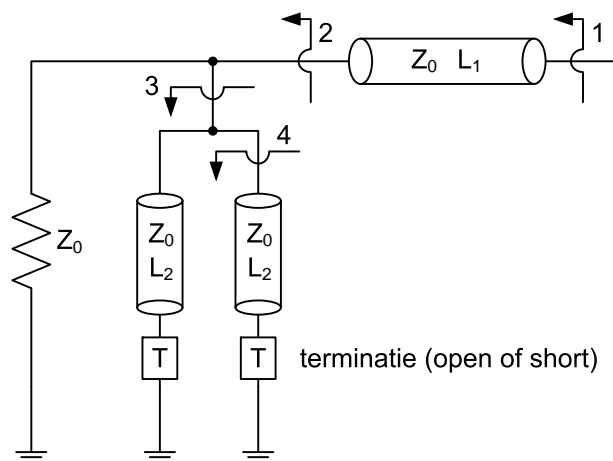 2
1
Z₀ L₁
3
4
Z₀
Z₀
L₂
Z₀
L₂
T
T
terminatie (open of short)